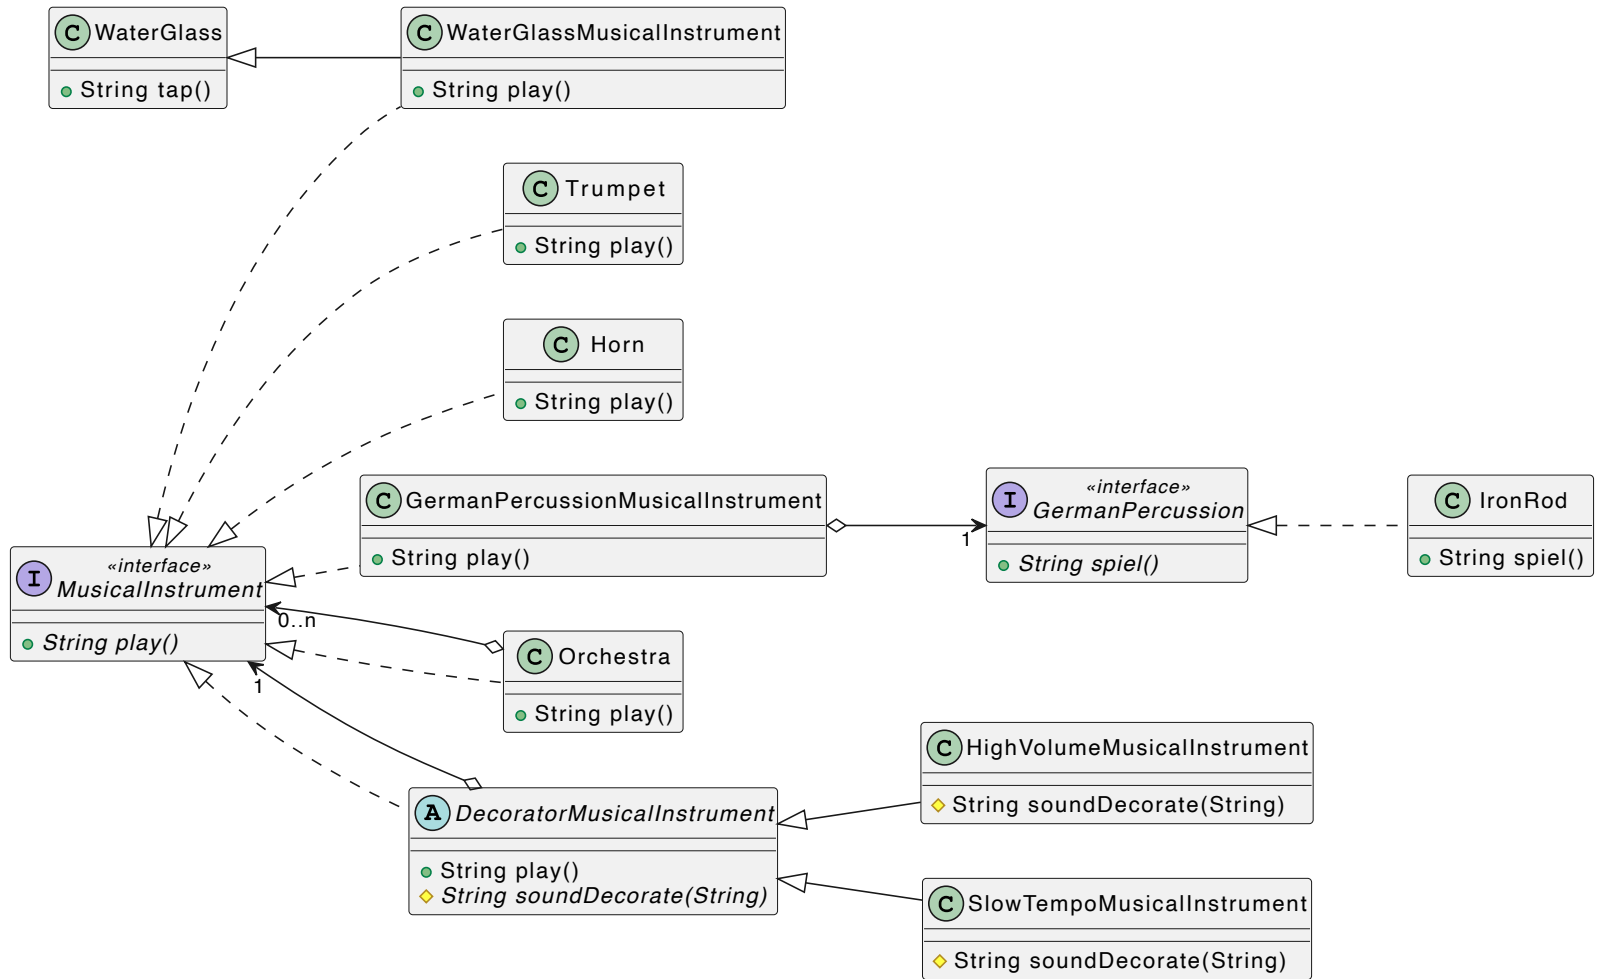 C WaterGlass
String tap()
C WaterGlassMusicalInstrument
String play()
C Trumpet
String play()
C Horn
String play()
C GermanPercussionMusicalInstrument
String play()
1
I «interface»
GermanPercussion
String spiel()
C IronRod
String spiel()
I «interface»
MusicalInstrument
String play()
0..n
1
C Orchestra
String play()
A DecoratorMusicalInstrument
String play()
String soundDecorate(String)
C HighVolumeMusicalInstrument
String soundDecorate(String)
C SlowTempoMusicalInstrument
String soundDecorate(String)